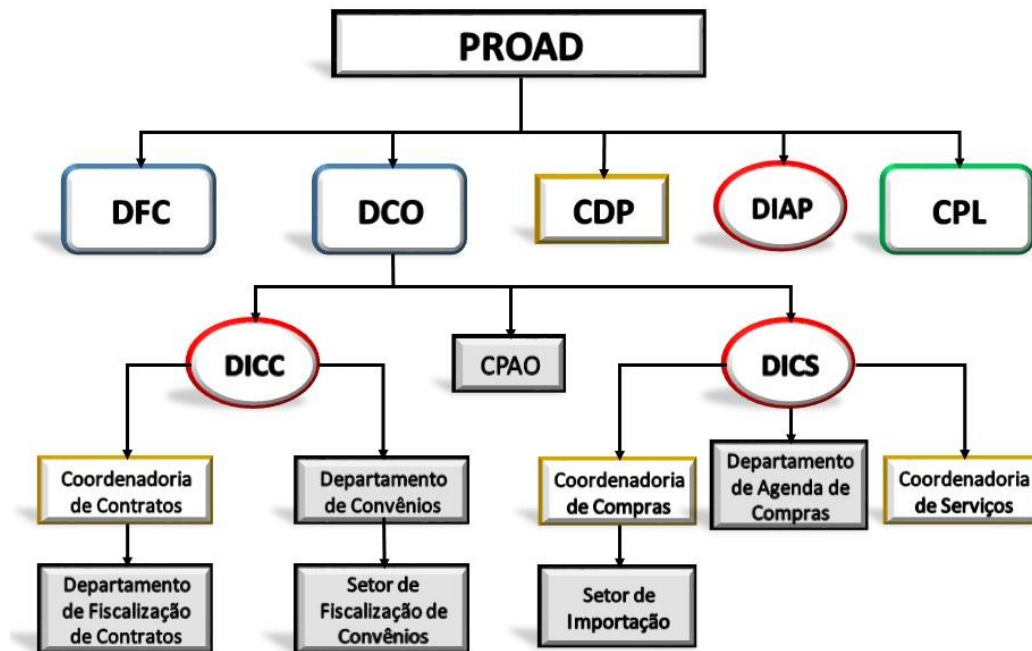 PROAD
DFC
DCO
CDP
DIAP
CPL
DICC
CPAO
DICS
Coordenadoria
de Contratos
Departamento
de Convênios
Coordenadoria
de Compras
Departamento
de Agenda de
Compras
Coordenadoria
de Serviços
Departamento
de Fiscalização
de Contratos
Setor de
Fiscalização de
Convênios
Setor de
Importação